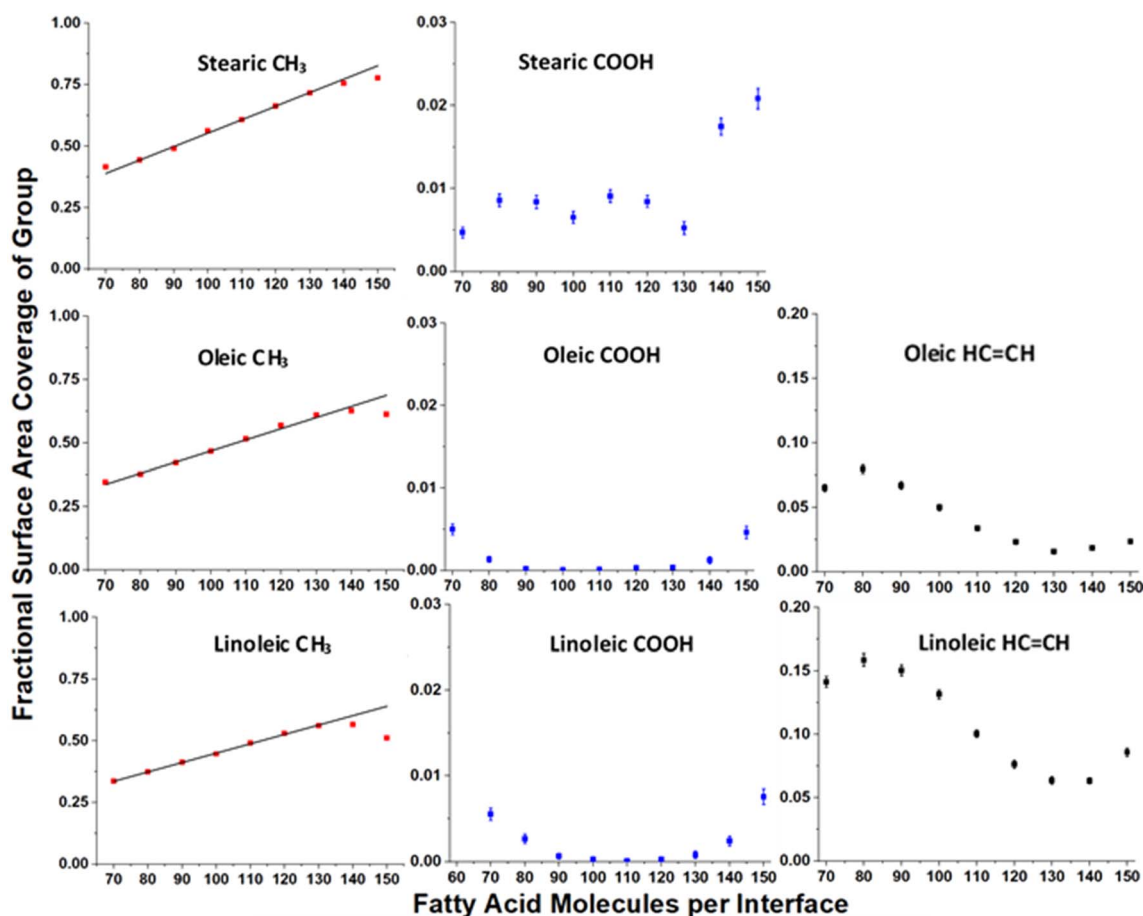 Fractional Surface Area Coverage of Group
Stearic CH₃
1.00
0.75
0.50
0.25
0.00
70 80 90 100 110 120 130 140 150
Stearic COOH
0.03
0.02
0.01
0.00
70 80 90 100 110 120 130 140 150
Oleic CH₃
1.00
0.75
0.50
0.25
0.00
70 80 90 100 110 120 130 140 150
Oleic COOH
0.03
0.02
0.01
0.00
70 80 90 100 110 120 130 140 150
Oleic HC=CH
0.20
0.15
0.10
0.05
0.00
70 80 90 100 110 120 130 140 150
Linoleic CH₃
1.00
0.75
0.50
0.25
0.00
70 80 90 100 110 120 130 140 150
Linoleic COOH
0.03
0.02
0.01
0.00
60 70 80 90 100 110 120 130 140 150
Linoleic HC=CH
0.20
0.15
0.10
0.05
0.00
70 80 90 100 110 120 130 140 150
Fatty Acid Molecules per Interface